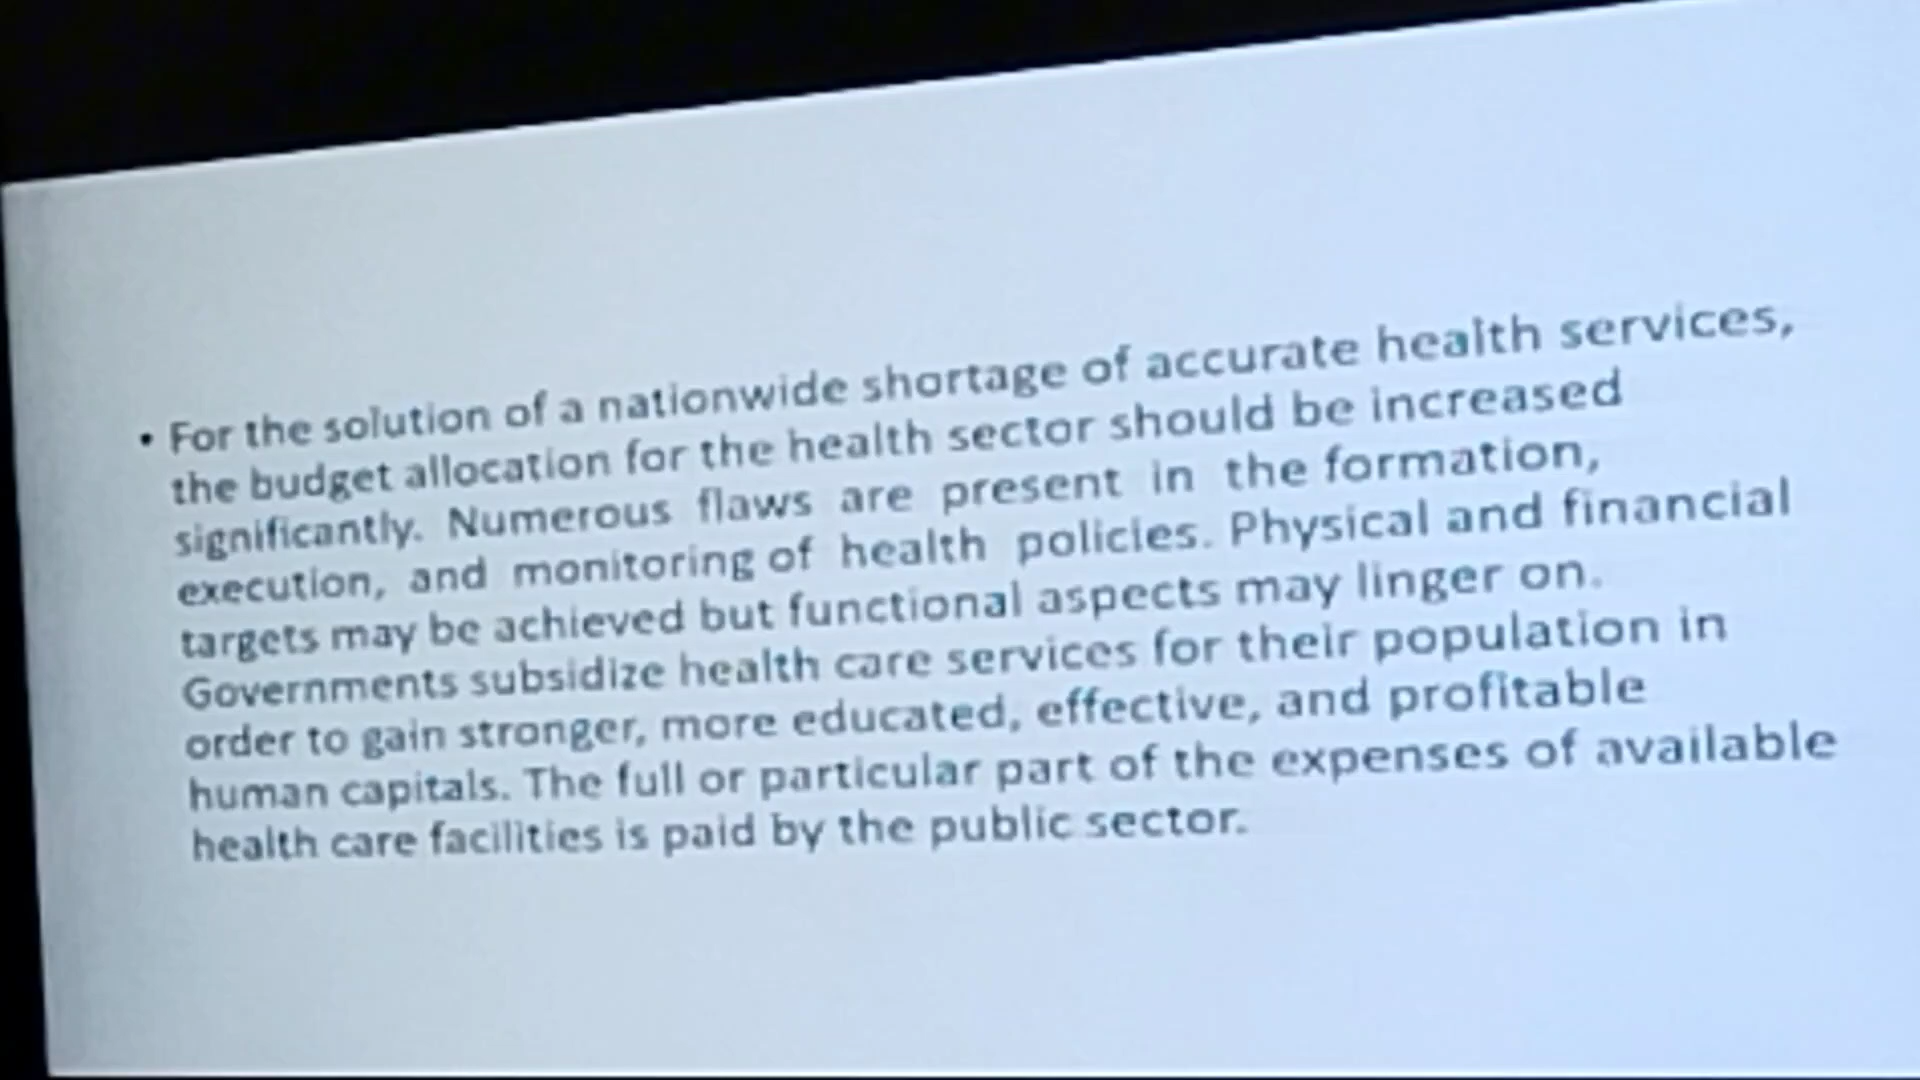 • For the solution of a nationwide shortage of accurate health services,
the budget allocation for the health sector should be increased
significantly. Numerous flaws are present in the formation,
execution, and monitoring of health policies. Physical and financial
targets may be achieved but functional aspects may linger on.
Governments subsidize health care services for their population in
order to gain stronger, more educated, effective, and profitable
human capitals. The full or particular part of the expenses of available
health care facilities is paid by the public sector.